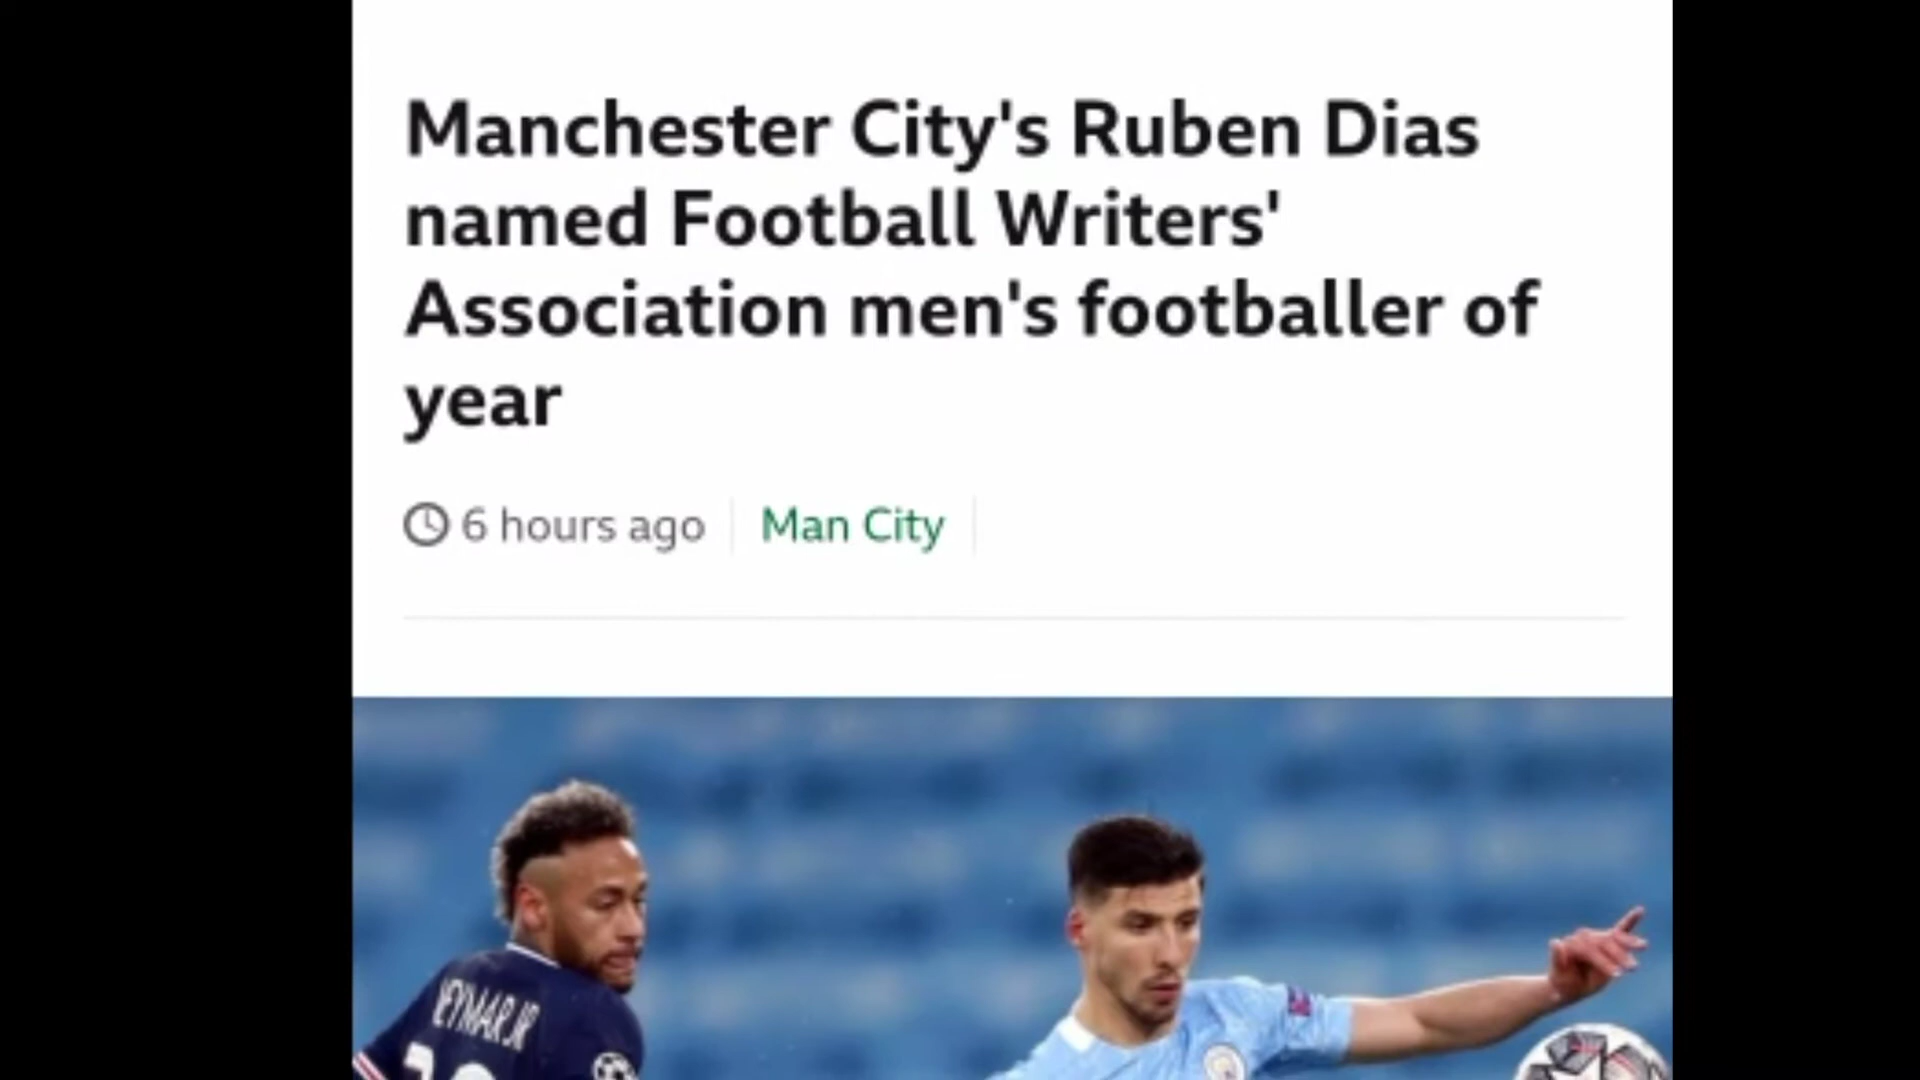 Manchester City's Ruben Dias
named Football Writers'
Association men's footballer of
year
6 hours ago
Man City
NEYMAR JR